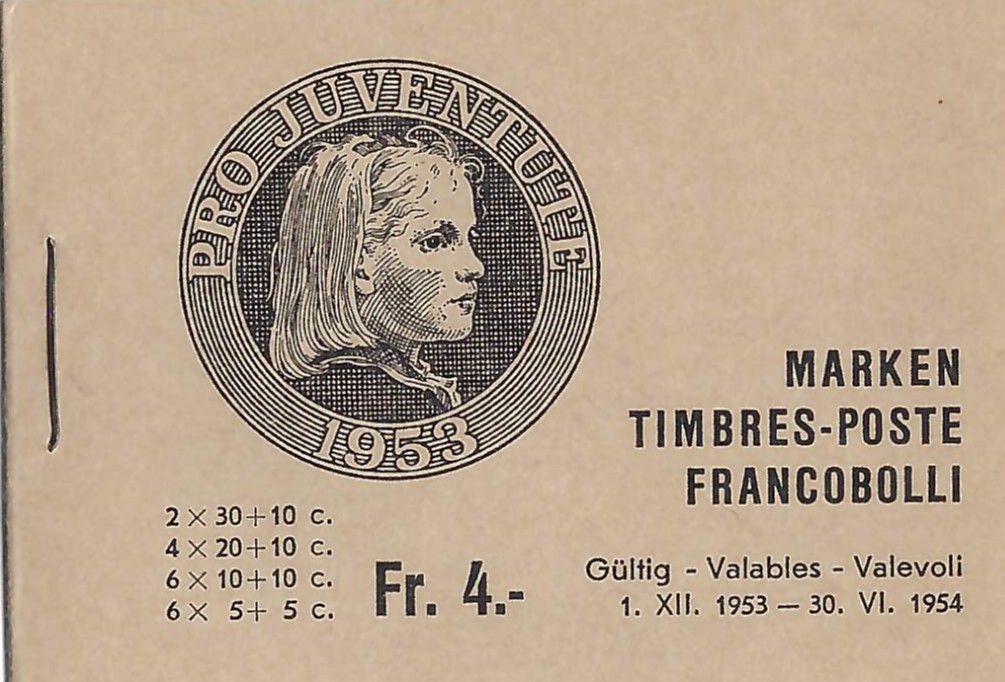 PRO JUVENTUTE
1953
MARKEN
TIMBRES-POSTE
FRANCOBOLLI
2 × 30+10 c.
4 × 20+10 c.
6 × 10+10 c.
6 × 5+ 5 c.
Fr. 4.-
Gültig - Valables - Valevoli
1. XII. 1953 — 30. VI. 1954